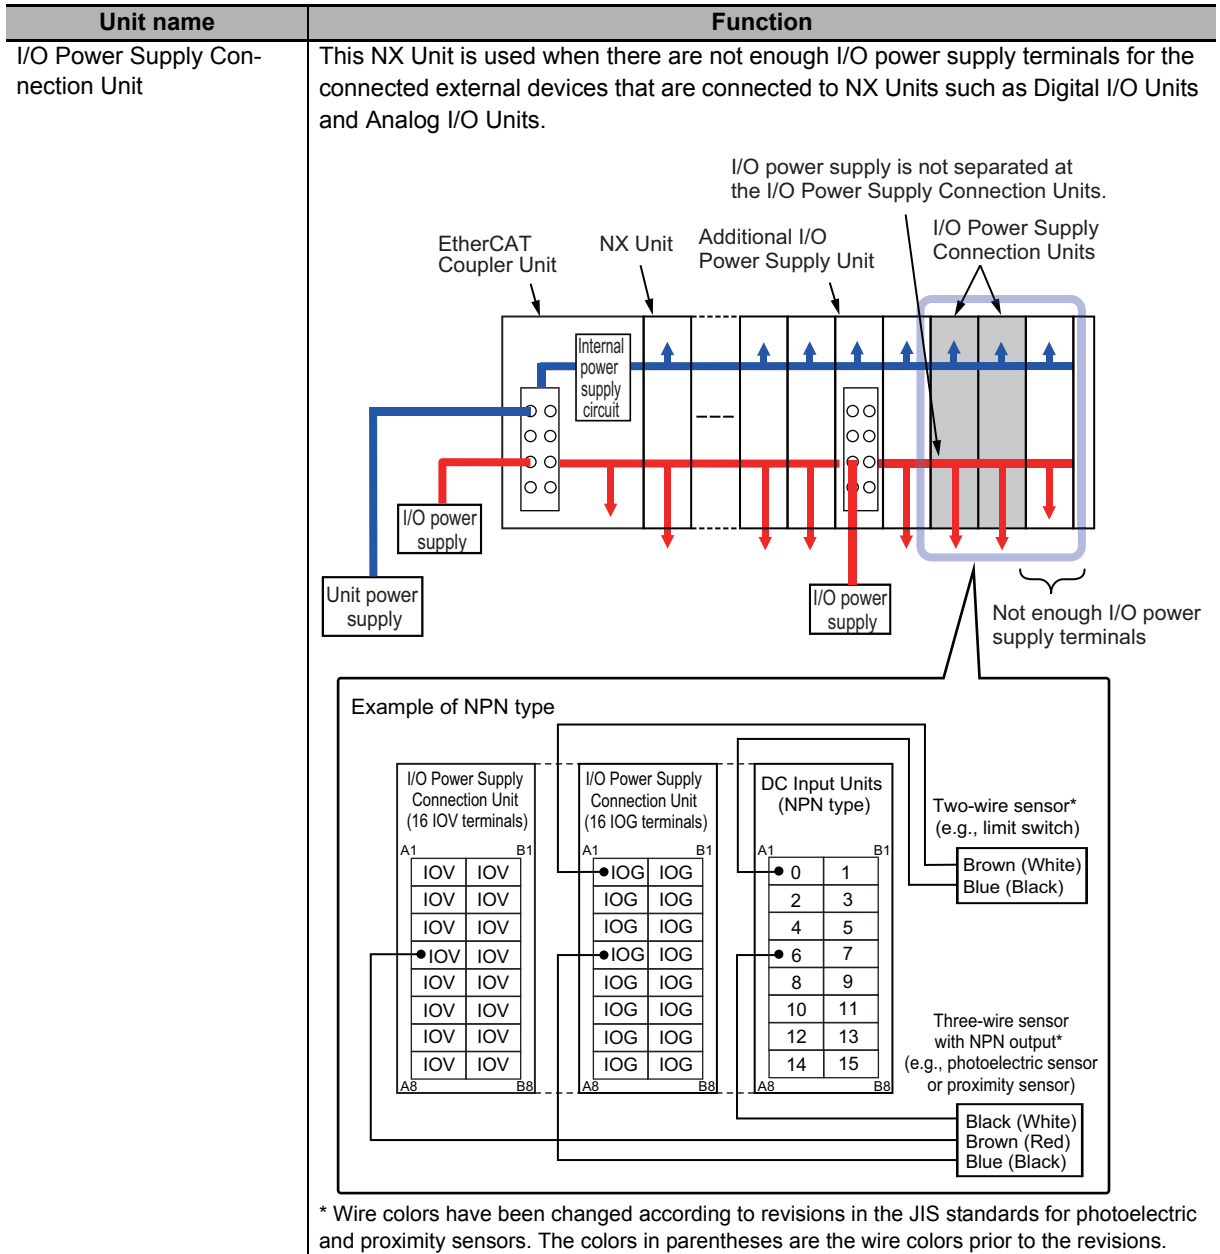 Unit name Function
I/O Power Supply Con-
nection Unit
This NX Unit is used when there are not enough I/O power supply terminals for the
connected external devices that are connected to NX Units such as Digital I/O Units
and Analog I/O Units.
I/O power supply is not separated at
the I/O Power Supply Connection Units.
EtherCAT
Coupler Unit
NX Unit
Additional I/O
Power Supply Unit
I/O Power Supply
Connection Units
Internal
power
supply
circuit
I/O power
supply
Unit power
supply
I/O power
supply
Not enough I/O power
supply terminals
Example of NPN type
I/O Power Supply
Connection Unit
(16 IOV terminals)
A1 B1
IOV IOV
IOV IOV
IOV IOV
IOV IOV
IOV IOV
IOV IOV
IOV IOV
IOV IOV
A8 B8
I/O Power Supply
Connection Unit
(16 IOG terminals)
A1 B1
IOG IOG
IOG IOG
IOG IOG
IOG IOG
IOG IOG
IOG IOG
IOG IOG
IOG IOG
A8 B8
DC Input Units
(NPN type)
A1 B1
0 1
2 3
4 5
6 7
8 9
10 11
12 13
14 15
A8 B8
Two-wire sensor*
(e.g., limit switch)
Brown (White)
Blue (Black)
Three-wire sensor
with NPN output*
(e.g., photoelectric sensor
or proximity sensor)
Black (White)
Brown (Red)
Blue (Black)
* Wire colors have been changed according to revisions in the JIS standards for photoelectric
and proximity sensors. The colors in parentheses are the wire colors prior to the revisions.